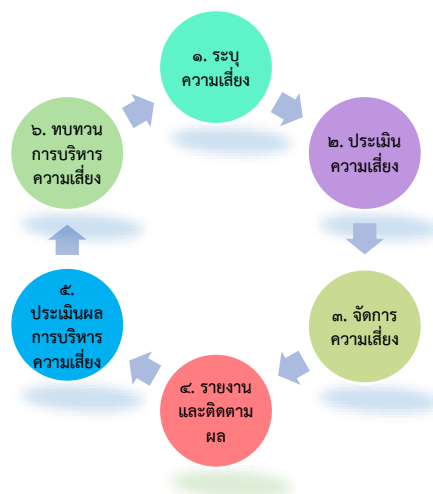 ๑. ระบุ
ความเสี่ยง
๒. ประเมิน
ความเสี่ยง
๓. จัดการ
ความเสี่ยง
๔. รายงาน
และติดตาม
ผล
๕.
ประเมินผล
การบริหาร
ความเสี่ยง
๖. ทบทวน
การบริหาร
ความเสี่ยง